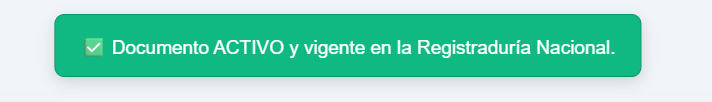 ✅ Documento ACTIVO y vigente en la Registraduría Nacional.